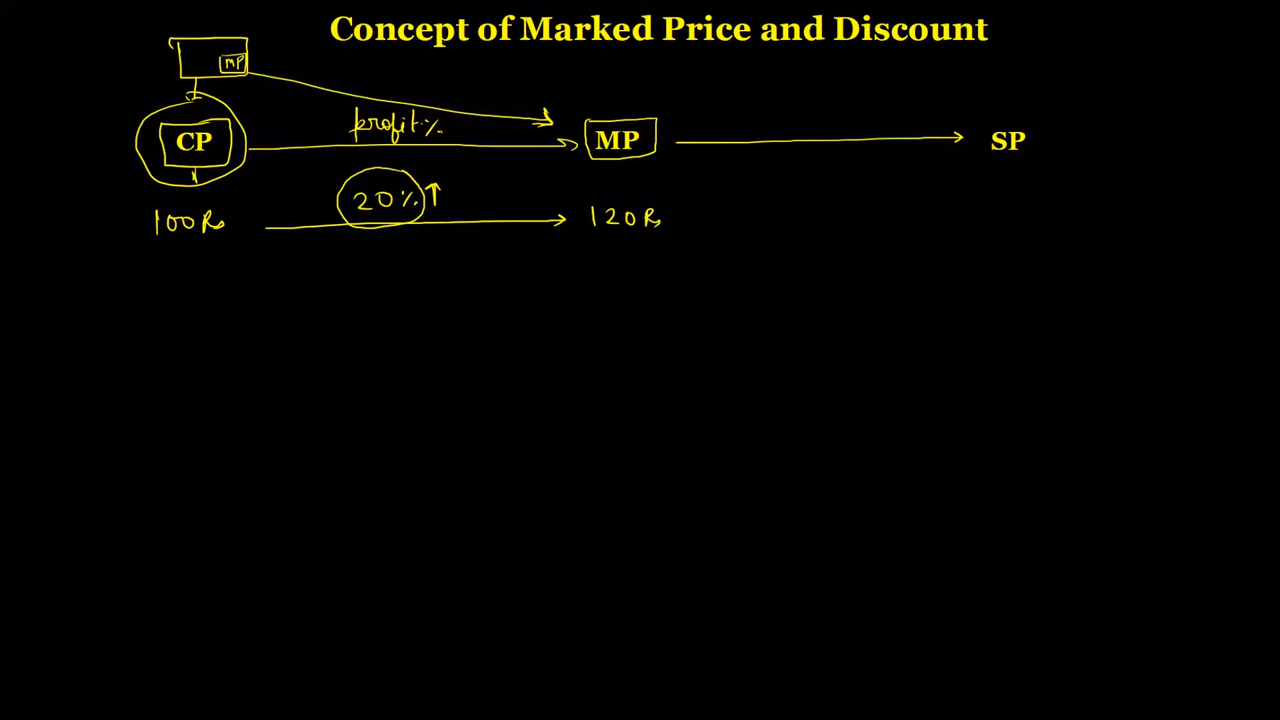 Concept of Marked Price and Discount
MP
CP profit% MP SP
20%↑
100Rs 120Rs